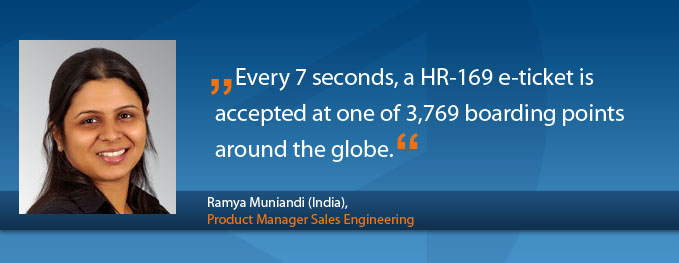 „Every 7 seconds, a HR-169 e-ticket is
accepted at one of 3,769 boarding points
around the globe.“
Ramya Muniandi (India),
Product Manager Sales Engineering